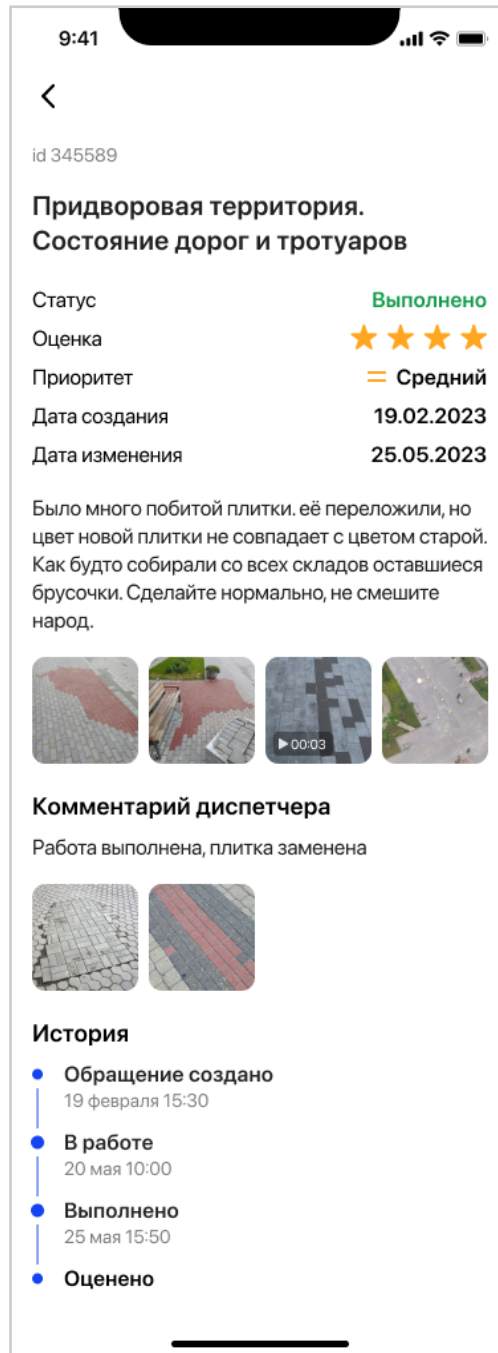 9:41
id 345589
Придворовая территория.
Состояние дорог и тротуаров
Статус Выполнено
Оценка
Приоритет Средний
Дата создания 19.02.2023
Дата изменения 25.05.2023
Было много побитой плитки. её переложили, но
цвет новой плитки не совпадает с цветом старой.
Как будто собирали со всех складов оставшиеся
брусочки. Сделайте нормально, не смешите
народ.
00:03
Комментарий диспетчера
Работа выполнена, плитка заменена
История
Обращение создано
19 февраля 15:30
В работе
20 мая 10:00
Выполнено
25 мая 15:50
Оценено